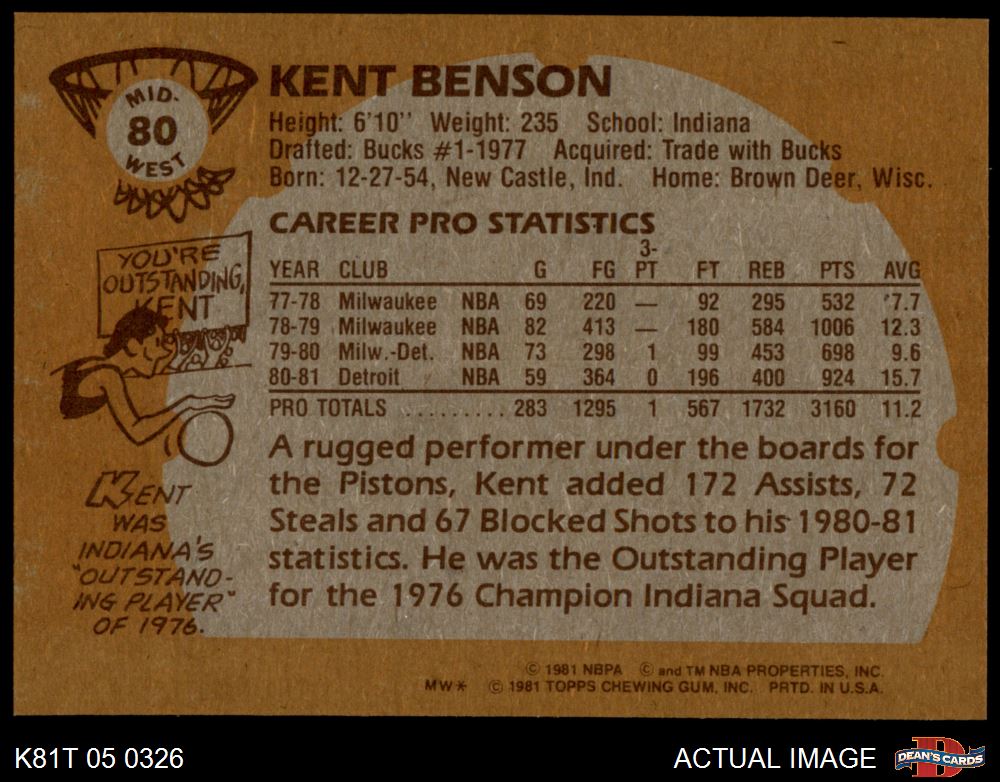 MID-
80
WEST
KENT BENSON
Height: 6'10'' Weight: 235 School: Indiana
Drafted: Bucks #1-1977 Acquired: Trade with Bucks
Born: 12-27-54, New Castle, Ind. Home: Brown Deer, Wisc.
YOU'RE
OUTSTANDING,
KENT
CAREER PRO STATISTICS
3-
YEAR CLUB G FG PT FT REB PTS AVG
77-78 Milwaukee NBA 69 220 — 92 295 532 7.7
78-79 Milwaukee NBA 82 413 — 180 584 1006 12.3
79-80 Milw.-Det. NBA 73 298 1 99 453 698 9.6
80-81 Detroit NBA 59 364 0 196 400 924 15.7
PRO TOTALS .......... 283 1295 1 567 1732 3160 11.2
A rugged performer under the boards for
the Pistons, Kent added 172 Assists, 72
Steals and 67 Blocked Shots to his 1980-81
statistics. He was the Outstanding Player
for the 1976 Champion Indiana Squad.
KENT
WAS
INDIANA'S
"OUTSTAND-
ING PLAYER"
OF 1976.
© 1981 NBPA © and TM NBA PROPERTIES, INC.
MW* © 1981 TOPPS CHEWING GUM, INC. PRTD. IN U.S.A.
K81T 05 0326
ACTUAL IMAGE
D
DEAN'S CARDS